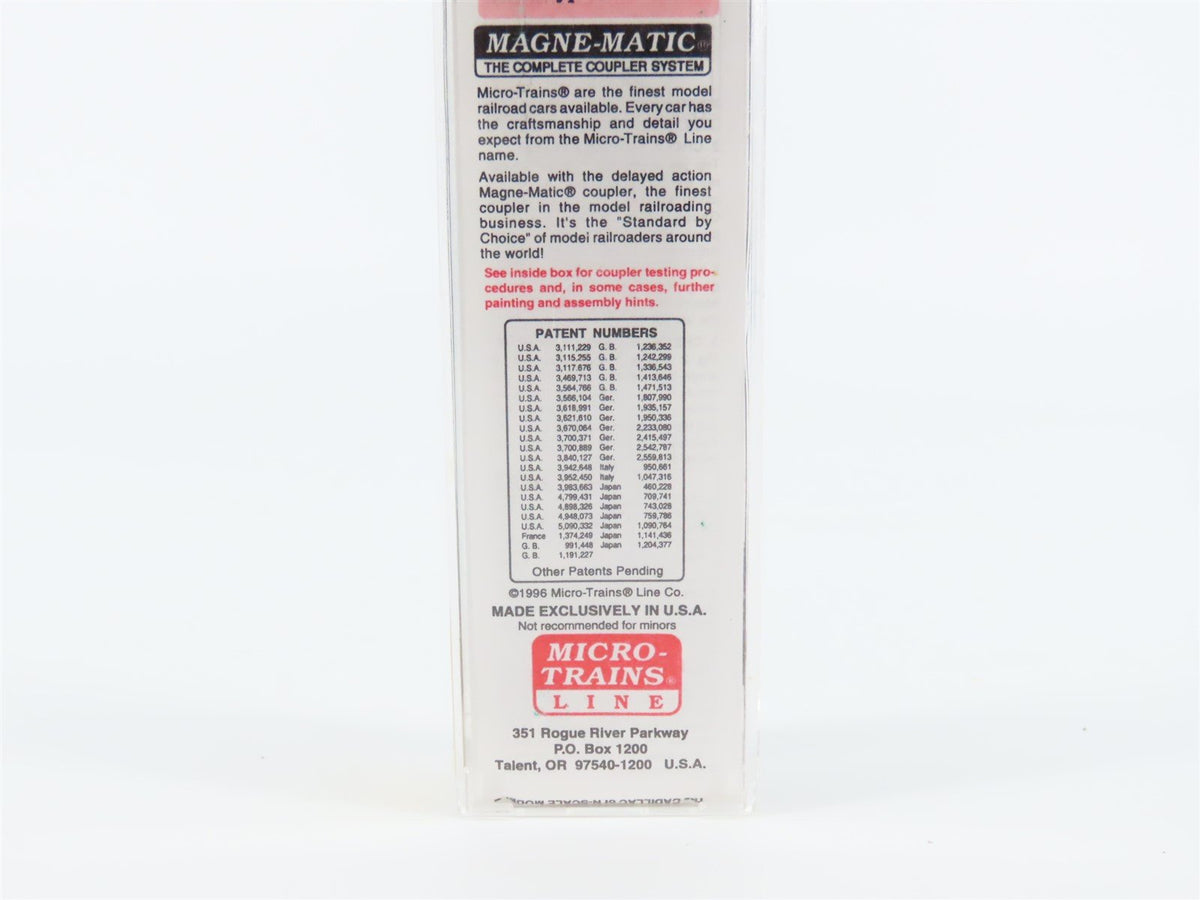 MAGNE-MATIC®
THE COMPLETE COUPLER SYSTEM
Micro-Trains® are the finest model
railroad cars available. Every car has
the craftsmanship and detail you
expect from the Micro-Trains® Line
name.
Available with the delayed action
Magne-Matic® coupler, the finest
coupler in the model railroading
business. It's the "Standard by
Choice" of model railroaders around
the world!
See inside box for coupler testing pro-
cedures and, in some cases, further
painting and assembly hints.
PATENT NUMBERS
U.S.A. 3,111,229 G. B. 1,236,352
U.S.A. 3,115,255 G. B. 1,242,299
U.S.A. 3,117,676 G. B. 1,336,543
U.S.A. 3,469,713 G. B. 1,413,646
U.S.A. 3,564,766 G. B. 1,471,513
U.S.A. 3,566,104 Ger. 1,807,990
U.S.A. 3,618,991 Ger. 1,935,157
U.S.A. 3,621,610 Ger. 1,950,336
U.S.A. 3,670,064 Ger. 2,233,080
U.S.A. 3,700,371 Ger. 2,415,497
U.S.A. 3,700,889 Ger. 2,542,787
U.S.A. 3,840,127 Ger. 2,559,813
U.S.A. 3,942,648 Italy 950,661
U.S.A. 3,952,450 Italy 1,047,316
U.S.A. 3,983,663 Japan 460,228
U.S.A. 4,799,431 Japan 709,741
U.S.A. 4,898,326 Japan 743,028
U.S.A. 4,948,073 Japan 759,786
U.S.A. 5,090,332 Japan 1,090,764
France 1,374,249 Japan 1,141,436
G. B. 991,448 Japan 1,204,377
G. B. 1,191,227
Other Patents Pending
©1996 Micro-Trains® Line Co.
MADE EXCLUSIVELY IN U.S.A.
Not recommended for minors
MICRO-
TRAINS®
LINE
351 Rogue River Parkway
P.O. Box 1200
Talent, OR 97540-1200 U.S.A.
CADILLAC OF N-SCALE